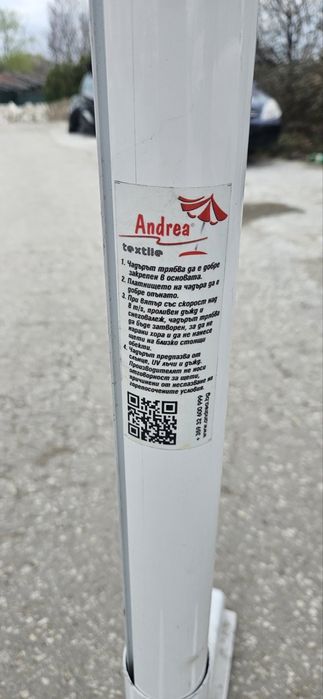 Andrea®
textile
1. Чадърът трябва да е добре
закрепен в основата.
2. Платнището на чадъра да е
добре опънато.
3. При вятър със скорост над
8 m/s, проливен дъжд и
снеговалеж, чадърът трябва
да бъде затворен, за да не
нарани хора и да не нанесе
щети на близко стоящи
обекти.
4. Чадърът предпазва от
слънце, UV лъчи и дъжд.
Производителят не носи
отговорност за щети,
причинени от неспазване на
горепосочените условия.